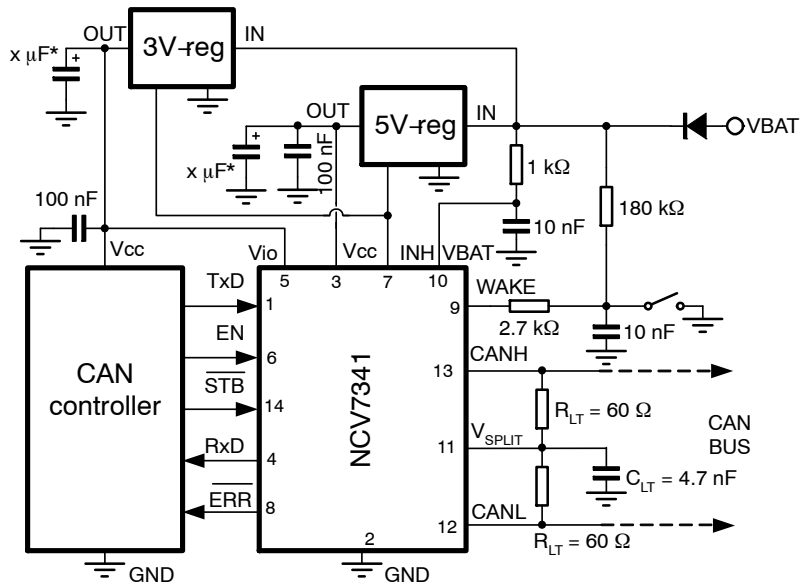 OUT
3V-reg
IN
x μF*
+
OUT
5V-reg
IN
VBAT
+
x μF*
100 nF
1 kΩ
180 kΩ
100 nF
10 nF
Vcc
Vio
Vcc
INH
VBAT
5
3
7
10
TxD
1
WAKE
9
2.7 kΩ
10 nF
EN
6
CANH
13
STB
14
CAN
controller
NCV7341
RLT = 60 Ω
CAN
BUS
RxD
4
VSPLIT
11
CLT = 4.7 nF
ERR
8
CANL
12
RLT = 60 Ω
2
GND
GND